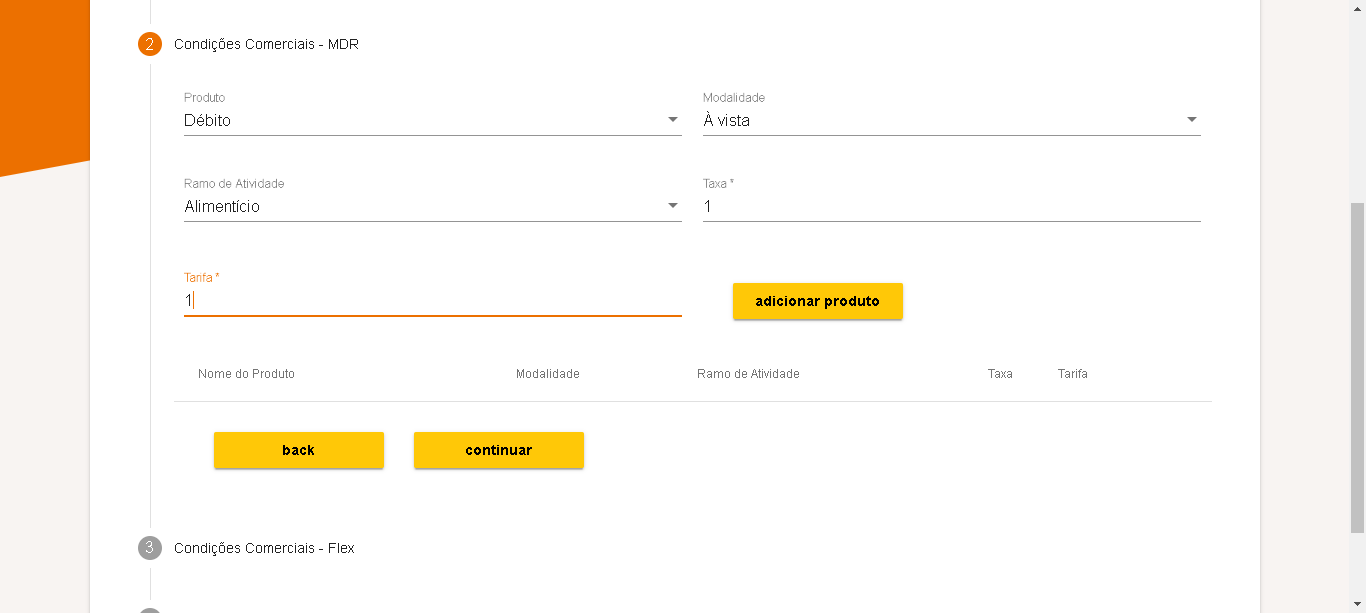 2 Condições Comerciais - MDR
Produto
Débito
Modalidade
À vista
Ramo de Atividade
Alimentício
Taxa *
1
Tarifa *
1
adicionar produto
Nome do Produto Modalidade Ramo de Atividade Taxa Tarifa
back continuar
3 Condições Comerciais - Flex